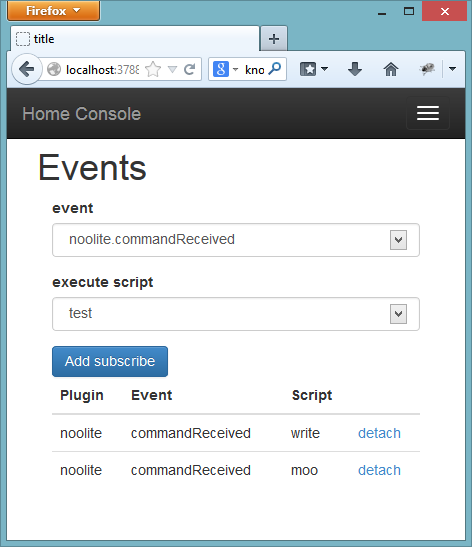 Firefox
title
localhost:3788
kno
Home Console
Events
event
noolite.commandReceived
execute script
test
Add subscribe
Plugin Event Script
noolite commandReceived write detach
noolite commandReceived moo detach